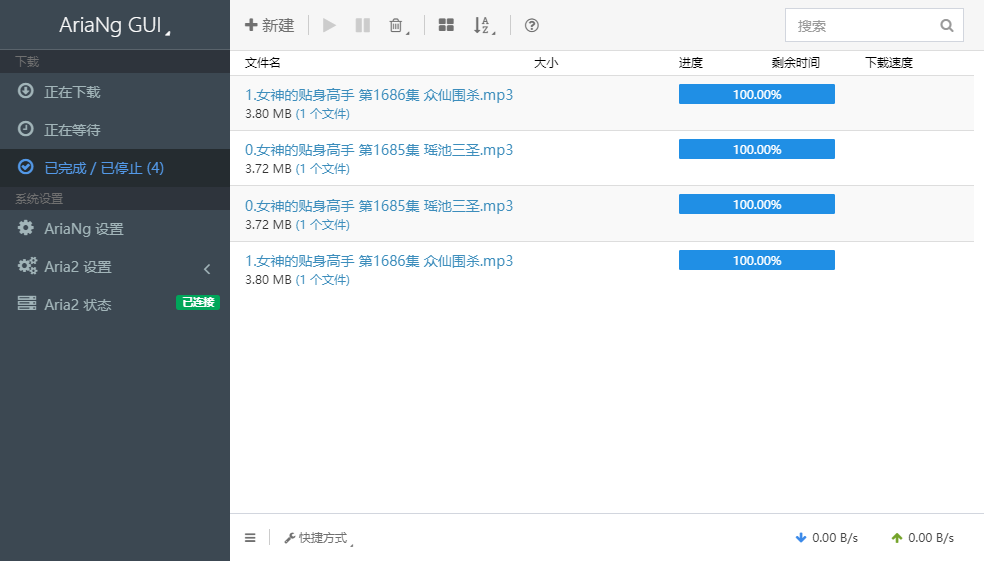 AriaNg GUI
新建
搜索
下载
文件名 大小 进度 剩余时间 下载速度
正在下载
正在等待
已完成 / 已停止 (4)
系统设置
AriaNg 设置
Aria2 设置
Aria2 状态 已连接
1.女神的贴身高手 第1686集 众仙围杀.mp3 100.00%
3.80 MB (1 个文件)
0.女神的贴身高手 第1685集 瑶池三圣.mp3 100.00%
3.72 MB (1 个文件)
0.女神的贴身高手 第1685集 瑶池三圣.mp3 100.00%
3.72 MB (1 个文件)
1.女神的贴身高手 第1686集 众仙围杀.mp3 100.00%
3.80 MB (1 个文件)
快捷方式 0.00 B/s 0.00 B/s